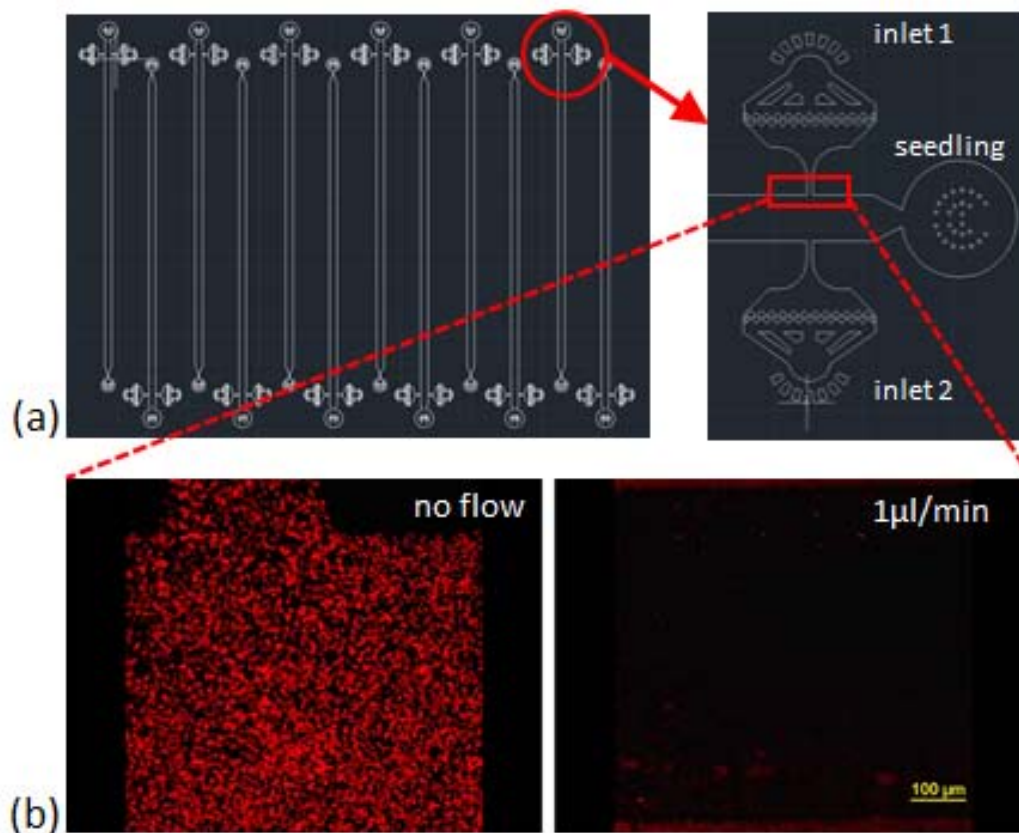 inlet 1
seedling
inlet 2
(a)
no flow
1µl/min
100 µm
(b)